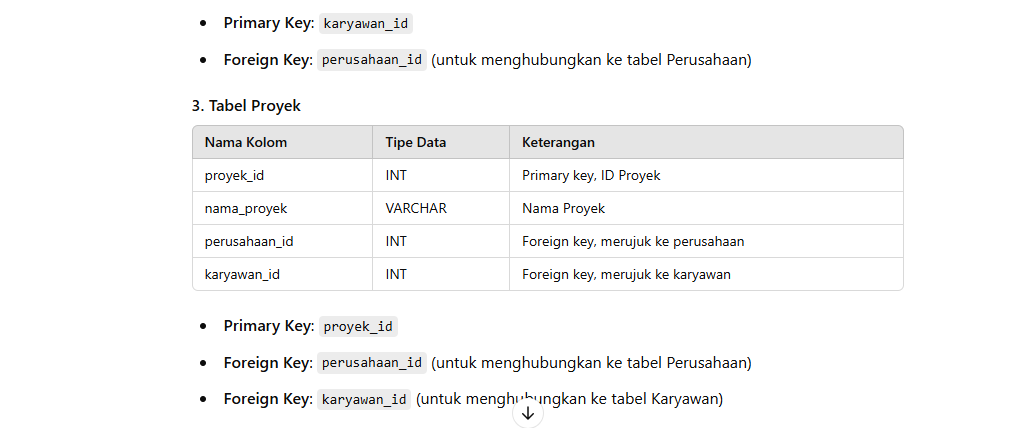 Primary Key: karyawan_id
Foreign Key: perusahaan_id (untuk menghubungkan ke tabel Perusahaan)
3. Tabel Proyek
Nama Kolom Tipe Data Keterangan
proyek_id INT Primary key, ID Proyek
nama_proyek VARCHAR Nama Proyek
perusahaan_id INT Foreign key, merujuk ke perusahaan
karyawan_id INT Foreign key, merujuk ke karyawan
Primary Key: proyek_id
Foreign Key: perusahaan_id (untuk menghubungkan ke tabel Perusahaan)
Foreign Key: karyawan_id (untuk menghubungkan ke tabel Karyawan)